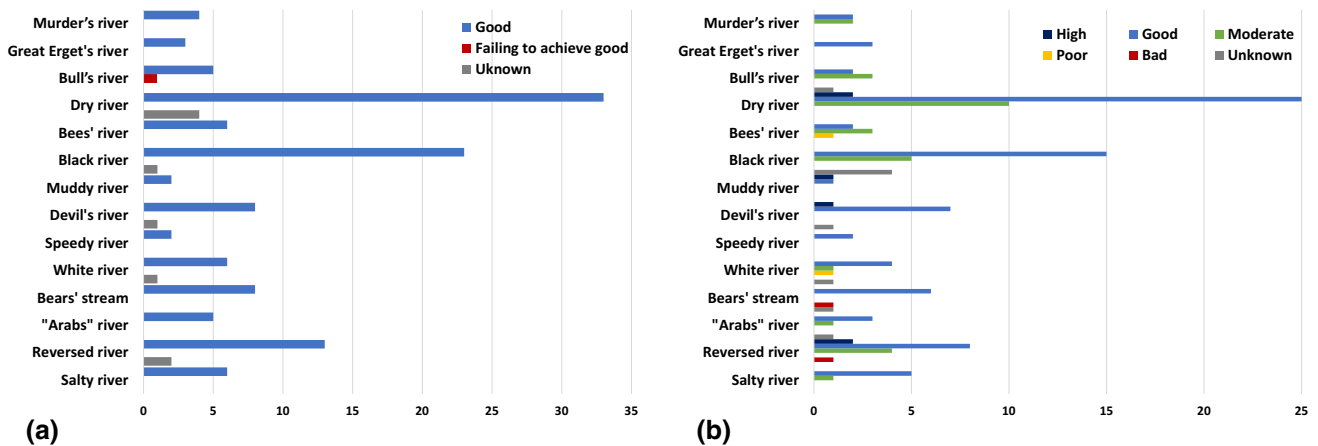 Murder's river
Great Erget's river
Bull's river
Dry river
Bees' river
Black river
Muddy river
Devil's river
Speedy river
White river
Bears' stream
"Arabs" river
Reversed river
Salty river
0 5 10 15 20 25 30 35
Good
Failing to achieve good
Uknown
(a)
Murder's river
Great Erget's river
Bull's river
Dry river
Bees' river
Black river
Muddy river
Devil's river
Speedy river
White river
Bears' stream
"Arabs" river
Reversed river
Salty river
0 5 10 15 20 25
High Good Moderate
Poor Bad Unknown
(b)